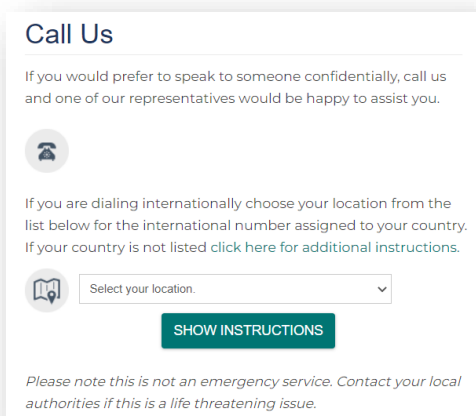 Call Us
If you would prefer to speak to someone confidentially, call us
and one of our representatives would be happy to assist you.
If you are dialing internationally choose your location from the
list below for the international number assigned to your country.
If your country is not listed click here for additional instructions.
Select your location.
SHOW INSTRUCTIONS
Please note this is not an emergency service. Contact your local
authorities if this is a life threatening issue.